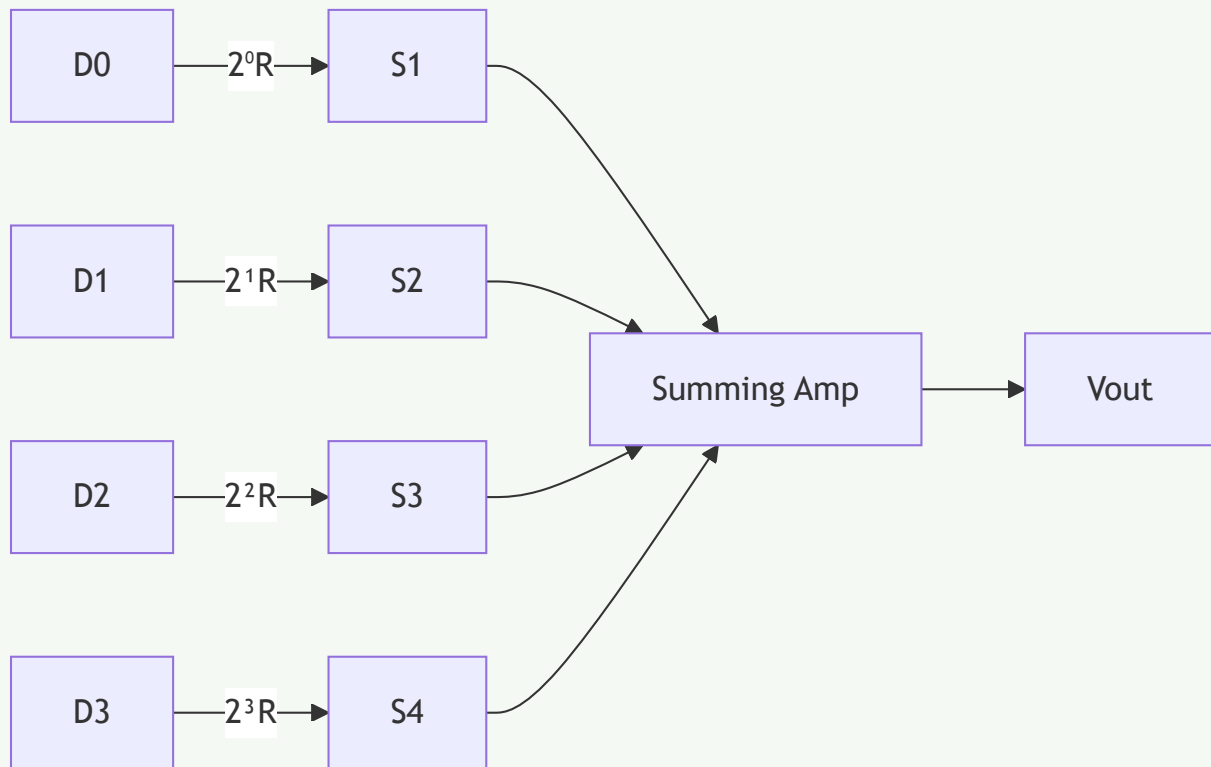 D0 2⁰R S1
D1 2¹R S2
Summing Amp Vout
D2 2²R S3
D3 2³R S4